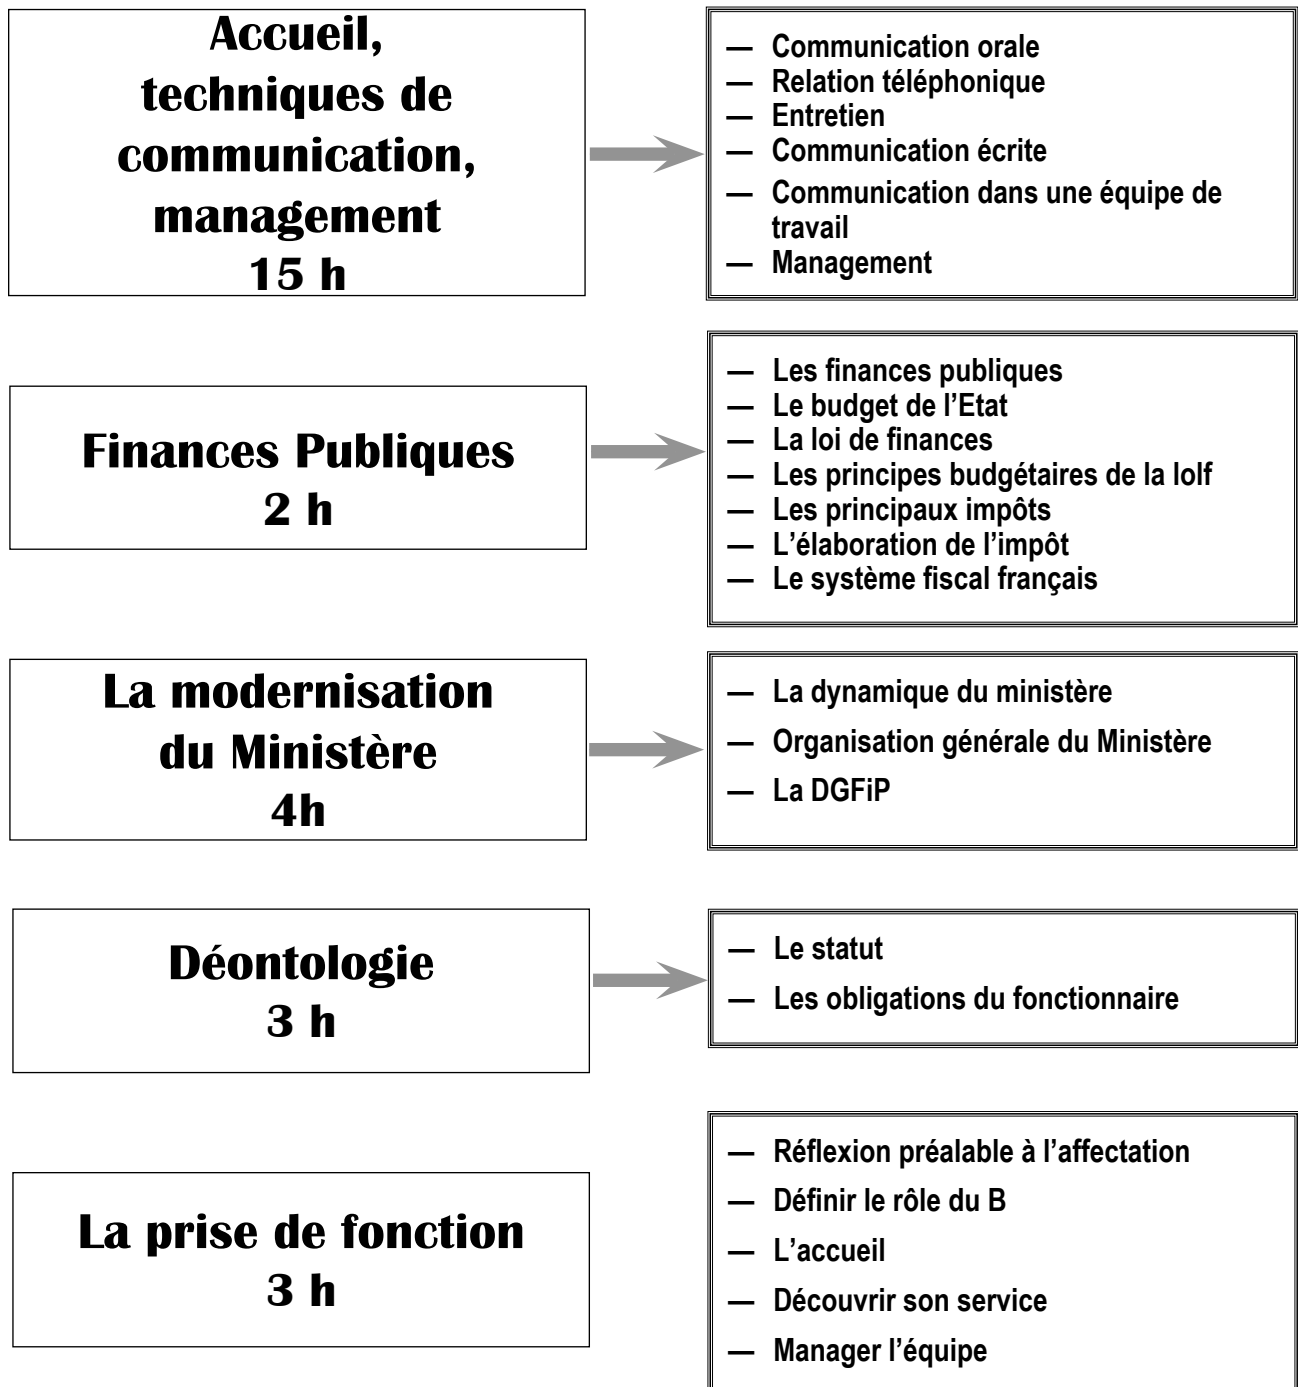 Accueil,
techniques de
communication,
management
15 h
— Communication orale
— Relation téléphonique
— Entretien
— Communication écrite
— Communication dans une équipe de
travail
— Management
Finances Publiques
2 h
— Les finances publiques
— Le budget de l’Etat
— La loi de finances
— Les principes budgétaires de la lolf
— Les principaux impôts
— L’élaboration de l’impôt
— Le système fiscal français
La modernisation
du Ministère
4h
— La dynamique du ministère
— Organisation générale du Ministère
— La DGFiP
Déontologie
3 h
— Le statut
— Les obligations du fonctionnaire
La prise de fonction
3 h
— Réflexion préalable à l’affectation
— Définir le rôle du B
— L’accueil
— Découvrir son service
— Manager l’équipe